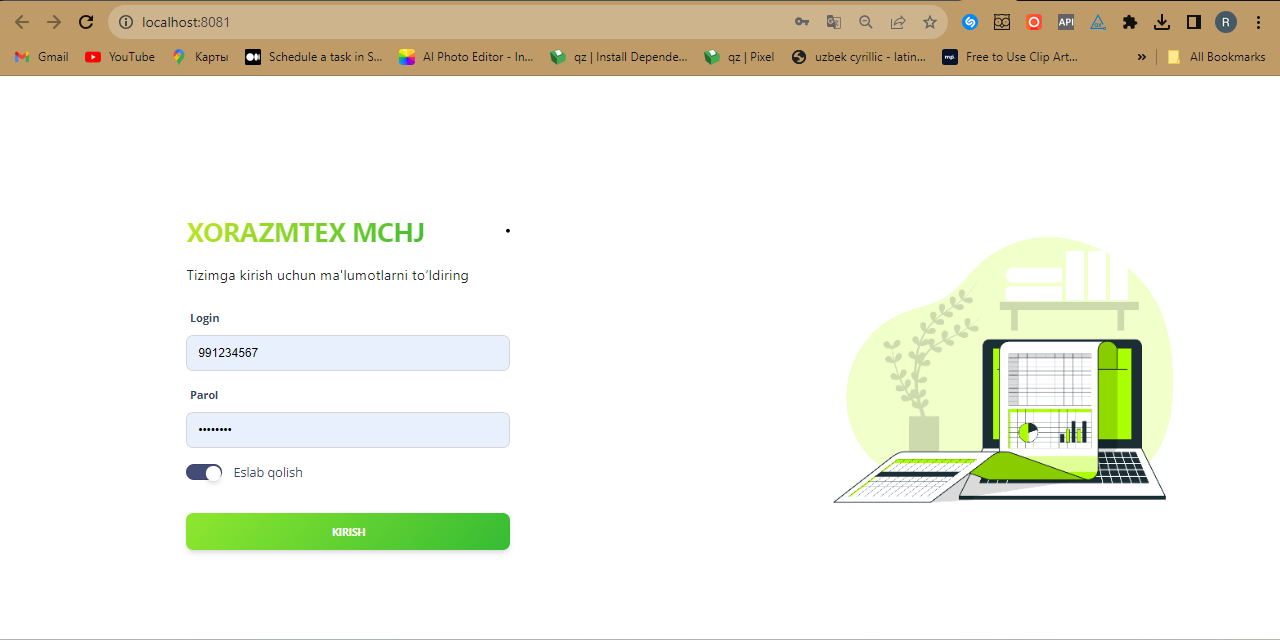 localhost:8081
API
R
Gmail
YouTube
Карты
Schedule a task in S...
AI Photo Editor - In...
qz | Install Depende...
qz | Pixel
uzbek cyrillic - latin...
Free to Use Clip Art...
»
All Bookmarks
XORAZMTEX MCHJ
Tizimga kirish uchun ma'lumotlarni to‘ldiring
Login
991234567
Parol
••••••••
Eslab qolish
KIRISH